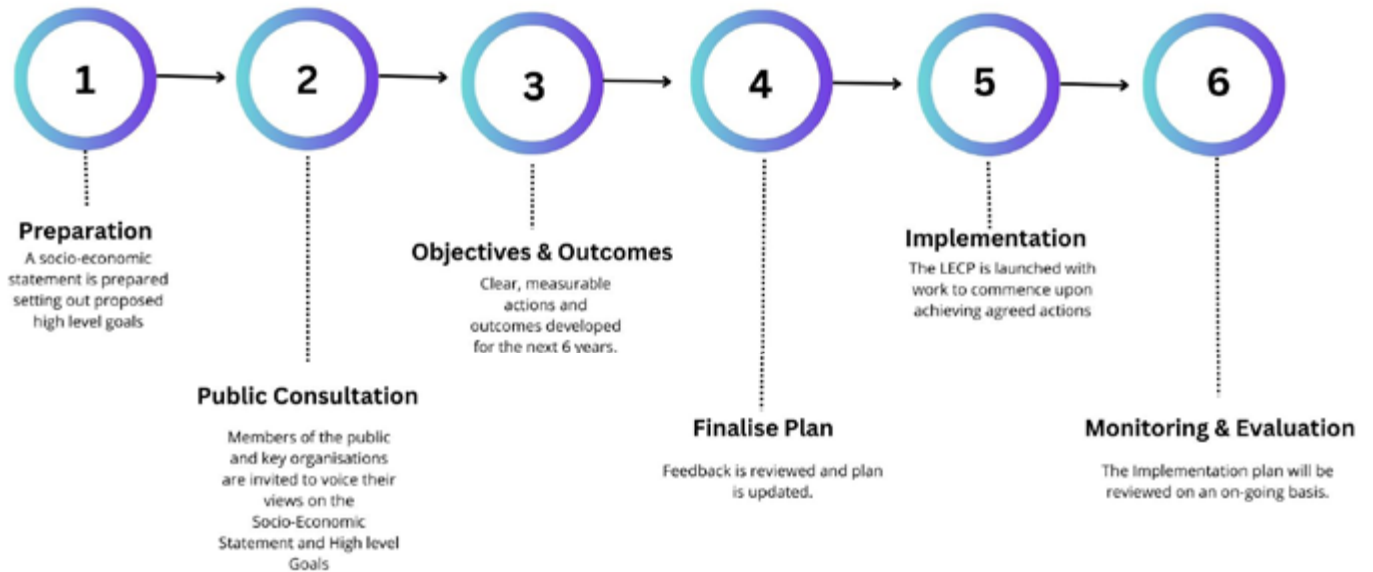 1
2
3
4
5
6
Preparation
A socio-economic
statement is prepared
setting out proposed
high level goals
Public Consultation
Members of the public
and key organisations
are invited to voice their
views on the
Socio-Economic
Statement and High level
Goals
Objectives & Outcomes
Clear, measurable
actions and
outcomes developed
for the next 6 years.
Finalise Plan
Feedback is reviewed and plan
is updated.
Implementation
The LECP is launched with
work to commence upon
achieving agreed actions
Monitoring & Evaluation
The Implementation plan will be
reviewed on an on-going basis.